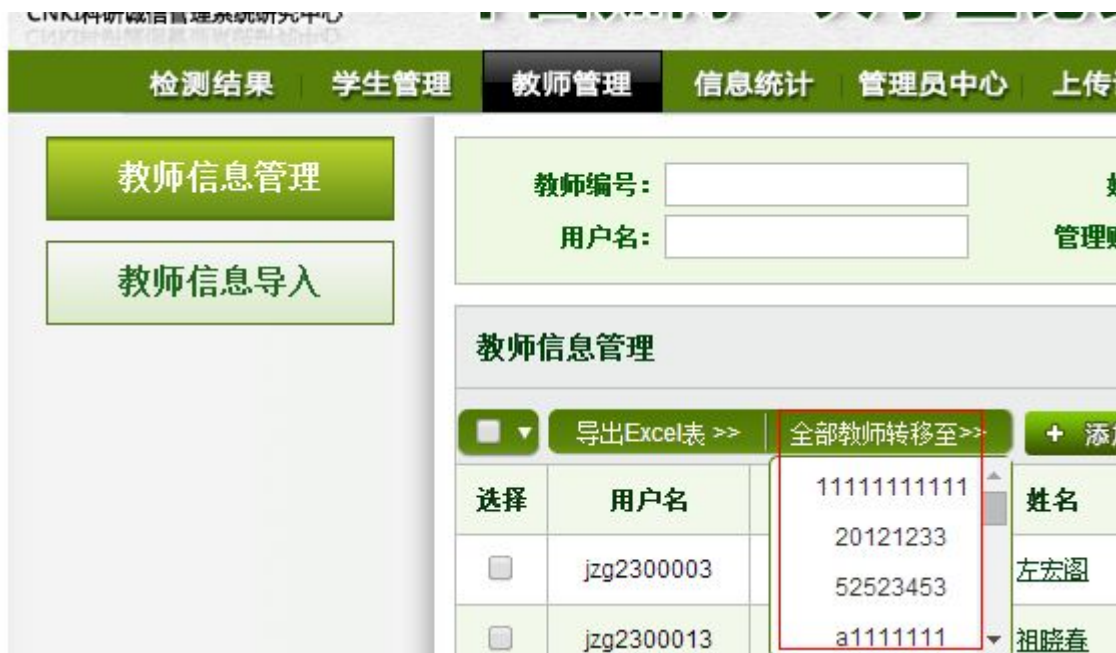 CNKI科研诚信管理系统研究中心
检测结果 学生管理 教师管理 信息统计 管理员中心 上传
教师信息管理
教师信息导入
教师编号：
用户名： 管理
教师信息管理
导出Excel表 >> 全部教师转移至>> + 添
选择 用户名 姓名
11111111111
20121233
jzg2300003 左宏阁
52523453
jzg2300013 a1111111 祖晓春